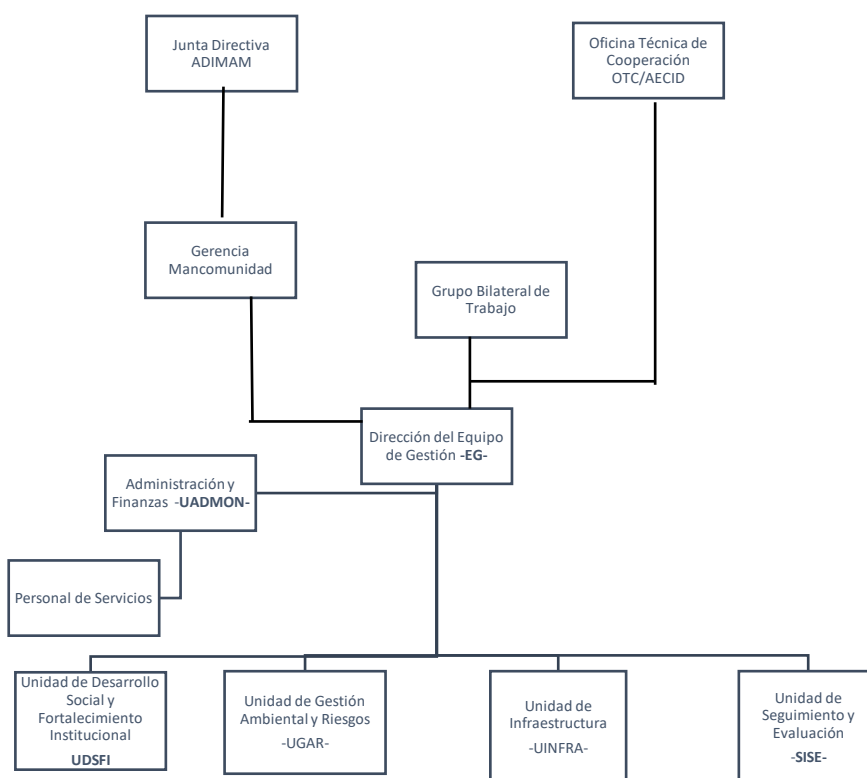 Junta Directiva
ADIMAM
Oficina Técnica de
Cooperación
OTC/AECID
Gerencia
Mancomunidad
Grupo Bilateral de
Trabajo
Dirección del Equipo
de Gestión -EG-
Administración y
Finanzas -UADMON-
Personal de Servicios
Unidad de Desarrollo
Social y
Fortalecimiento
Institucional
UDSFI
Unidad de Gestión
Ambiental y Riesgos
-UGAR-
Unidad de
Infraestructura
-UINFRA-
Unidad de
Seguimiento y
Evaluación
-SISE-